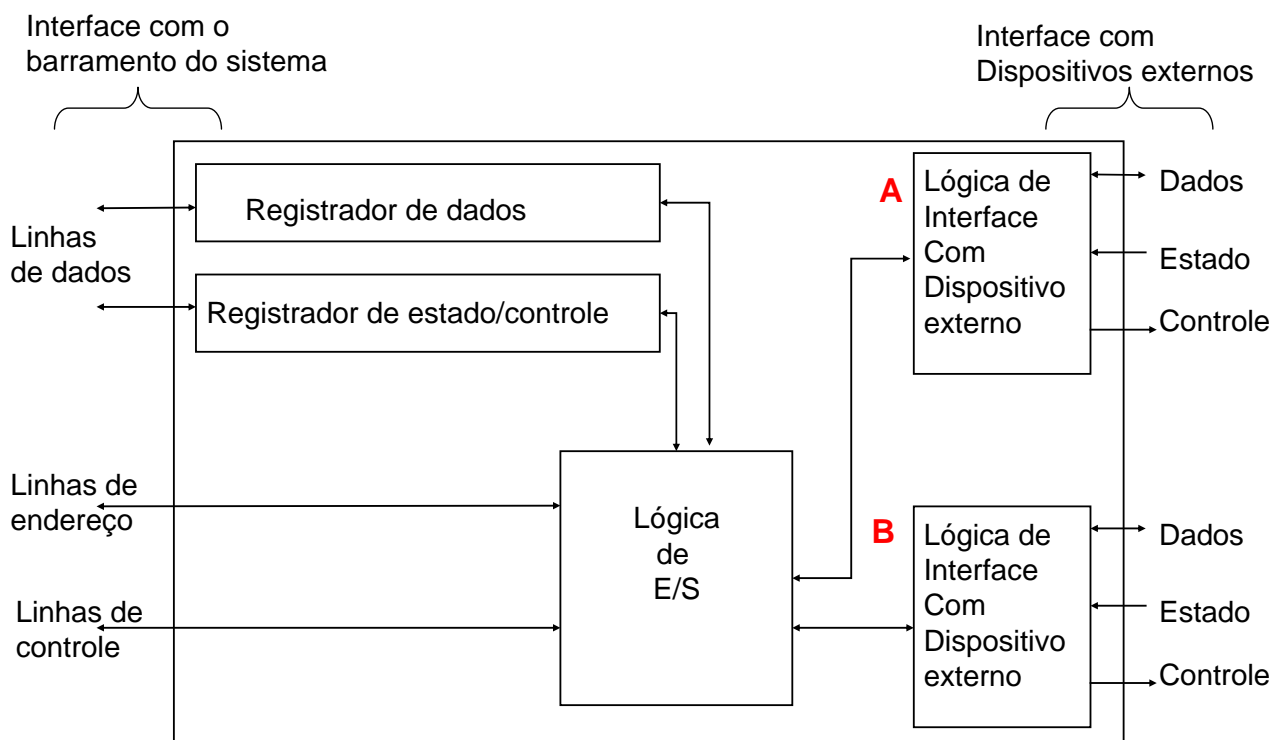 Interface com o
barramento do sistema
Interface com
Dispositivos externos
Registrador de dados
Registrador de estado/controle
Linhas
de dados
Linhas de
endereço
Linhas de
controle
Lógica
de
E/S
A
Lógica de
Interface
Com
Dispositivo
externo
Dados
Estado
Controle
B
Lógica de
Interface
Com
Dispositivo
externo
Dados
Estado
Controle